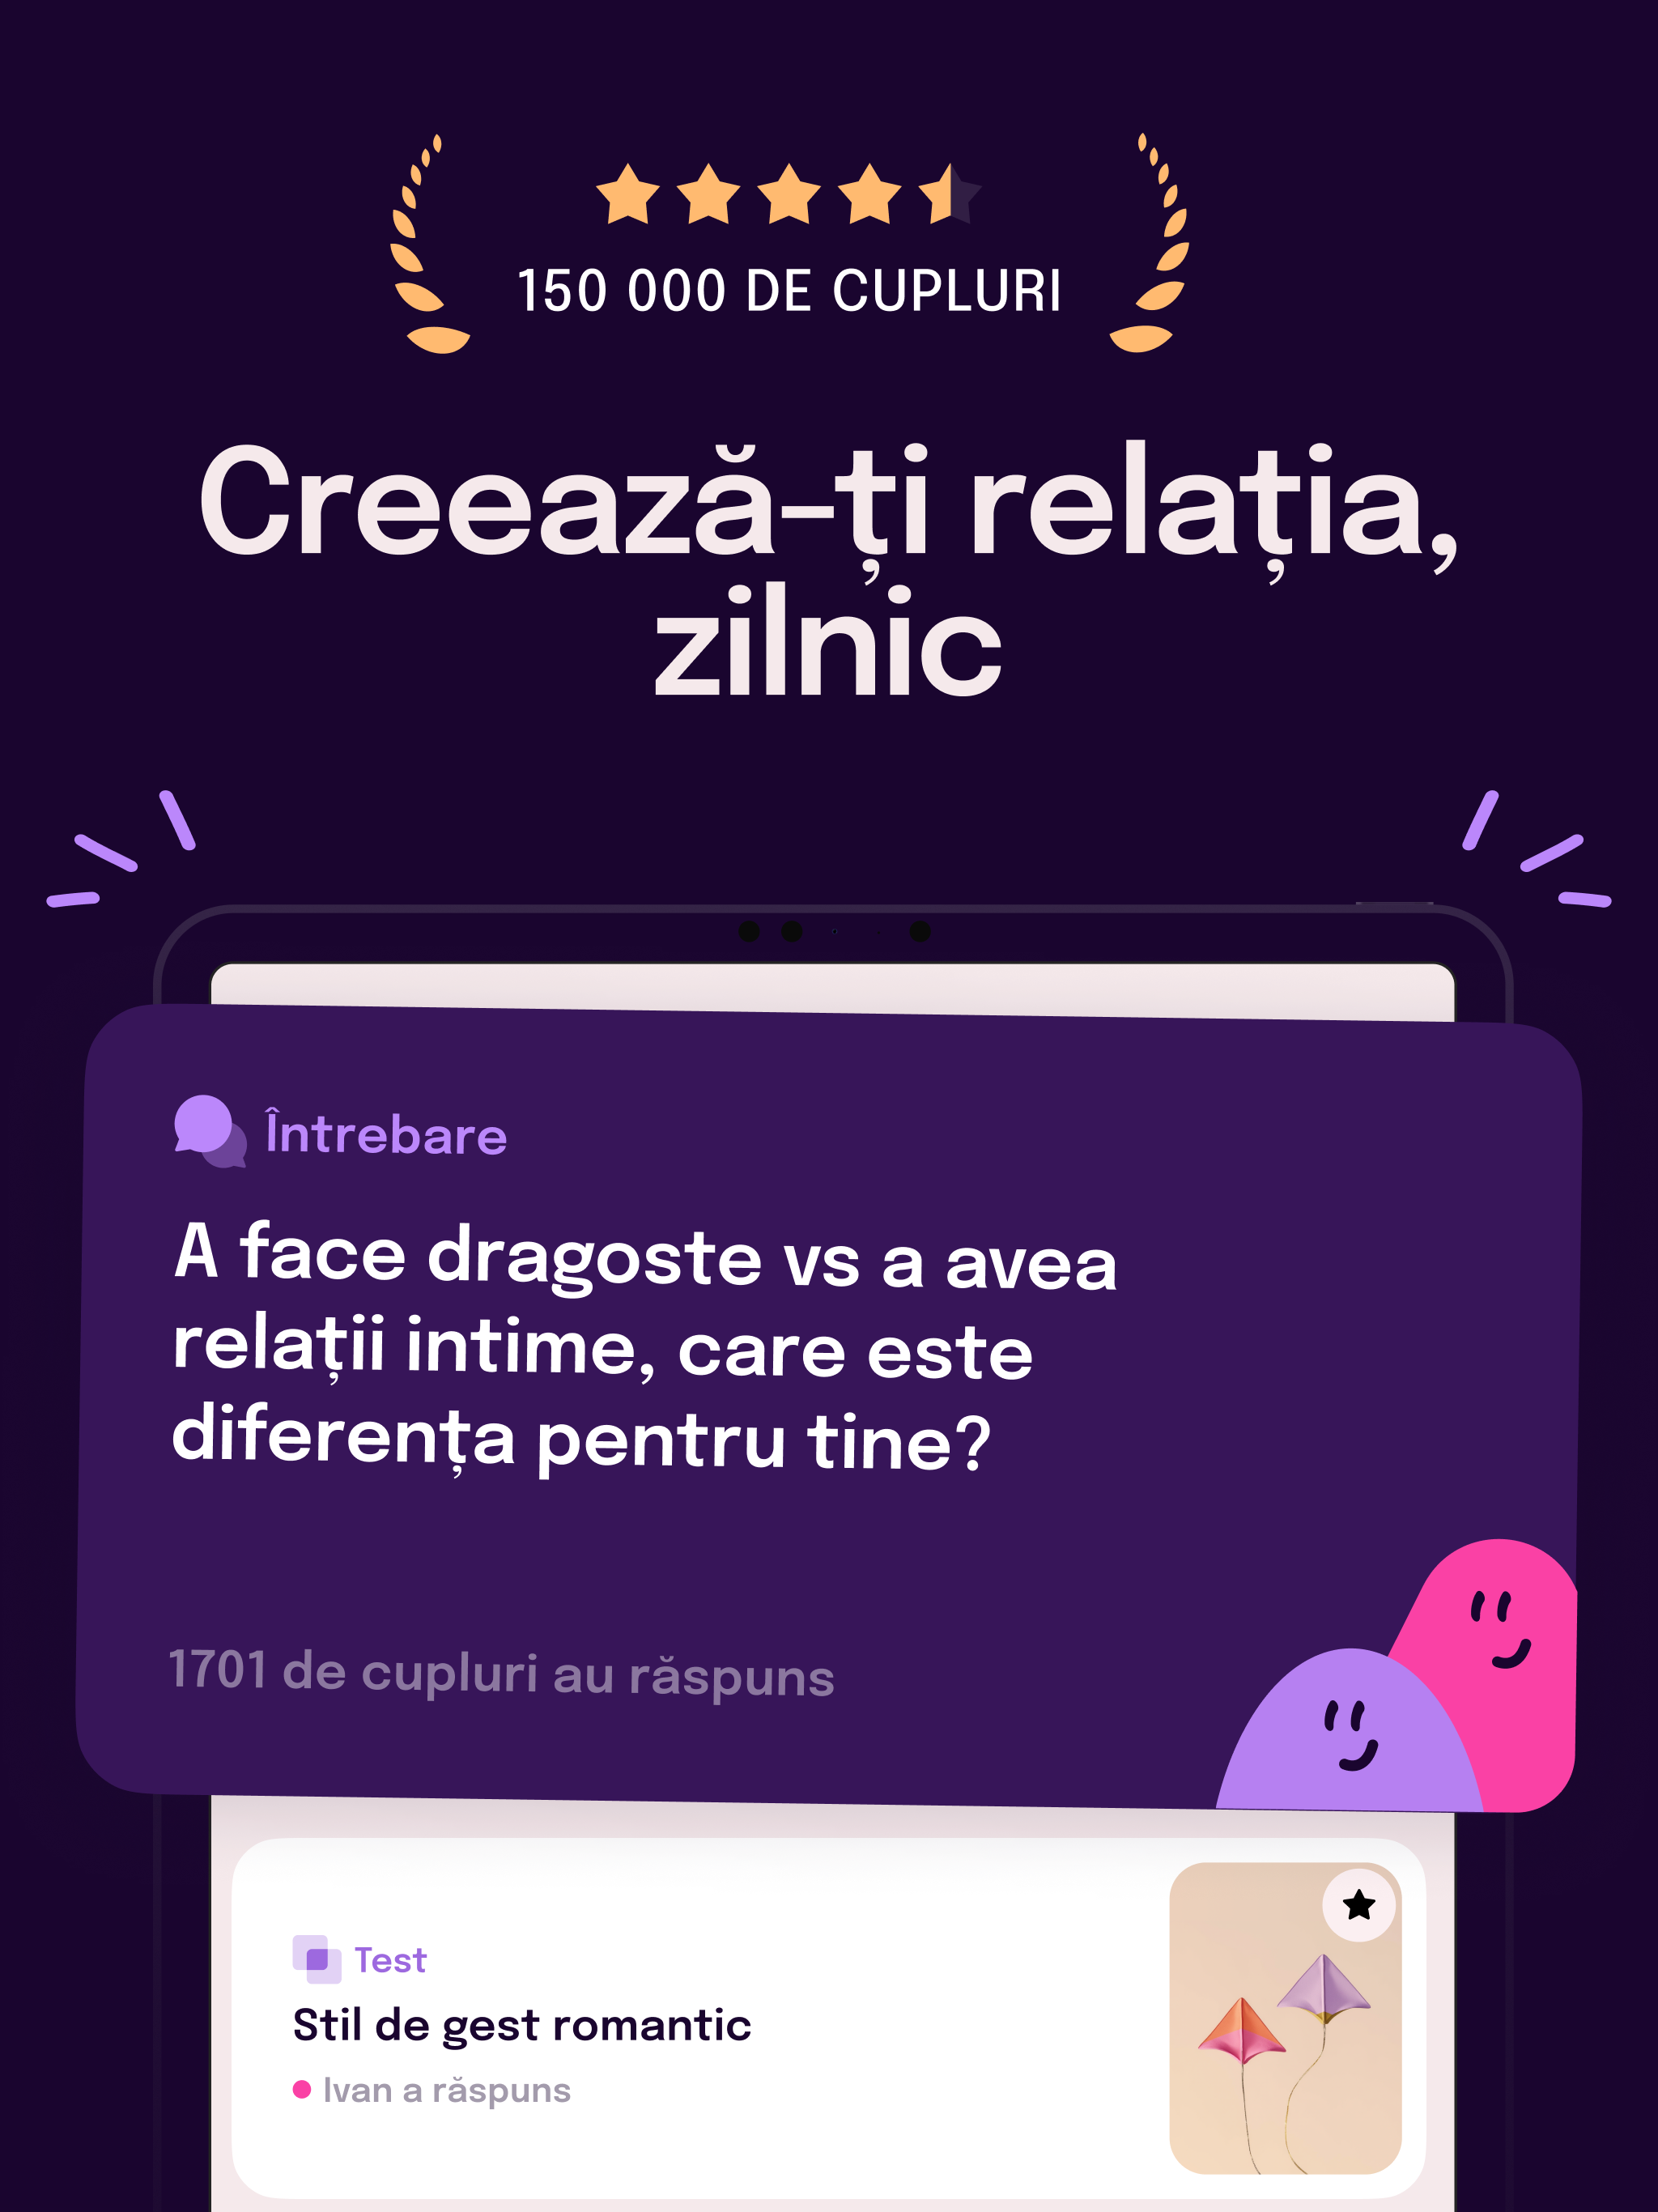 150 000 DE CUPLURI
Creează-ți relația,
zilnic
Întrebare
A face dragoste vs a avea
relații intime, care este
diferența pentru tine?
1701 de cupluri au răspuns
Test
Stil de gest romantic
Ivan a răspuns